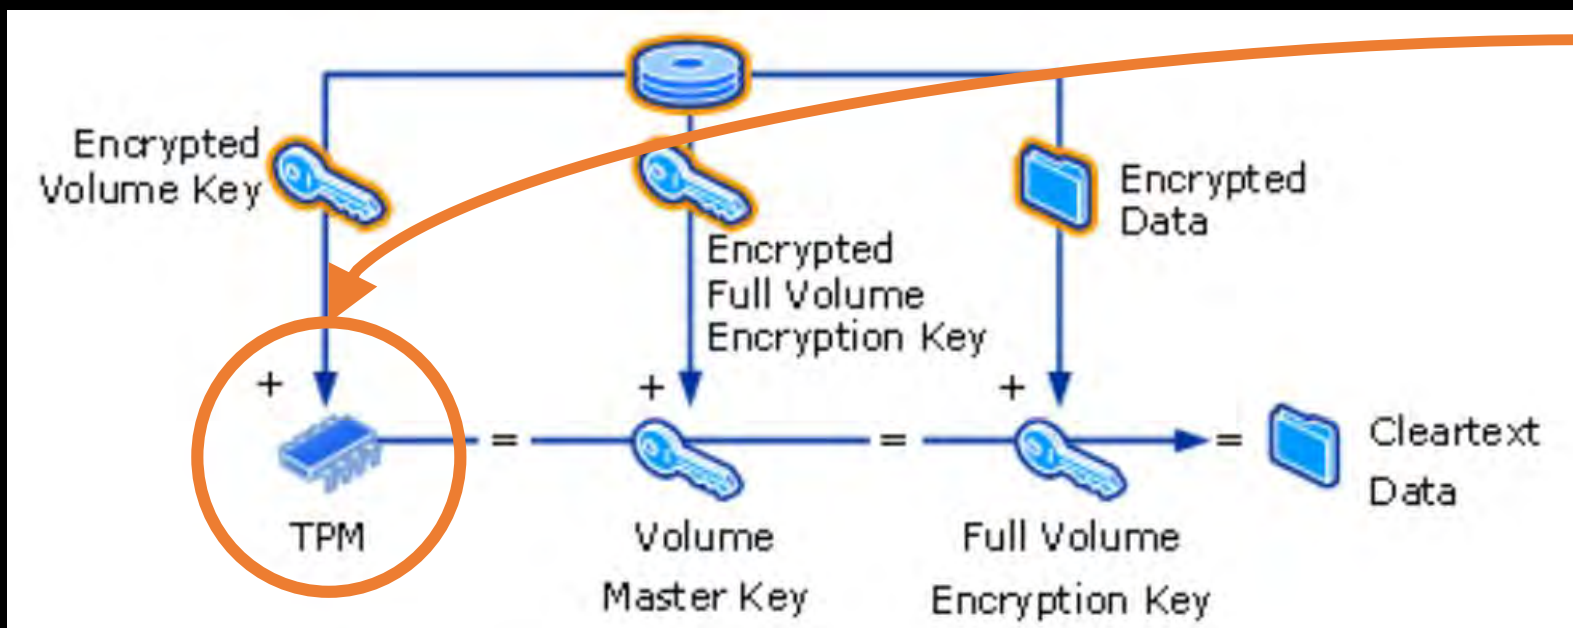 Encrypted
Volume Key
Encrypted
Full Volume
Encryption Key
Encrypted
Data
+
+
+
=
=
=
TPM
Volume
Master Key
Full Volume
Encryption Key
Cleartext
Data